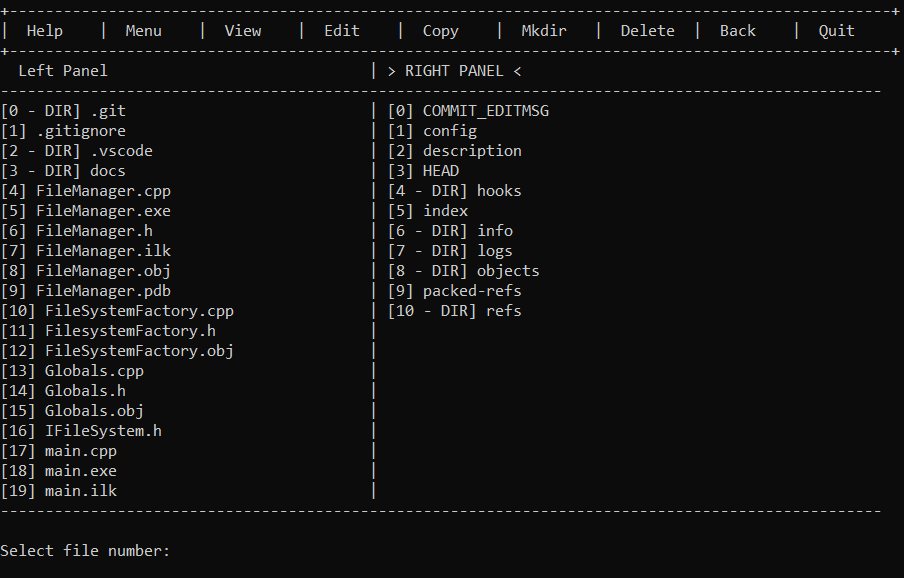 +--------------------------------------------------------------------------------------------------+
|  Help    |  Menu    |  View    |  Edit    |  Copy    |  Mkdir   |  Delete  |  Back    |  Quit
+--------------------------------------------------------------------------------------------------+
  Left Panel                             | > RIGHT PANEL <
--------------------------------------------------------------------------------------------------
[0 - DIR] .git                           | [0] COMMIT_EDITMSG
[1] .gitignore                           | [1] config
[2 - DIR] .vscode                        | [2] description
[3 - DIR] docs                           | [3] HEAD
[4] FileManager.cpp                      | [4 - DIR] hooks
[5] FileManager.exe                      | [5] index
[6] FileManager.h                        | [6 - DIR] info
[7] FileManager.ilk                      | [7 - DIR] logs
[8] FileManager.obj                      | [8 - DIR] objects
[9] FileManager.pdb                      | [9] packed-refs
[10] FileSystemFactory.cpp               | [10 - DIR] refs
[11] FilesystemFactory.h                 |
[12] FileSystemFactory.obj               |
[13] Globals.cpp                         |
[14] Globals.h                           |
[15] Globals.obj                         |
[16] IFileSystem.h                       |
[17] main.cpp                            |
[18] main.exe                            |
[19] main.ilk                            |
--------------------------------------------------------------------------------------------------
Select file number: